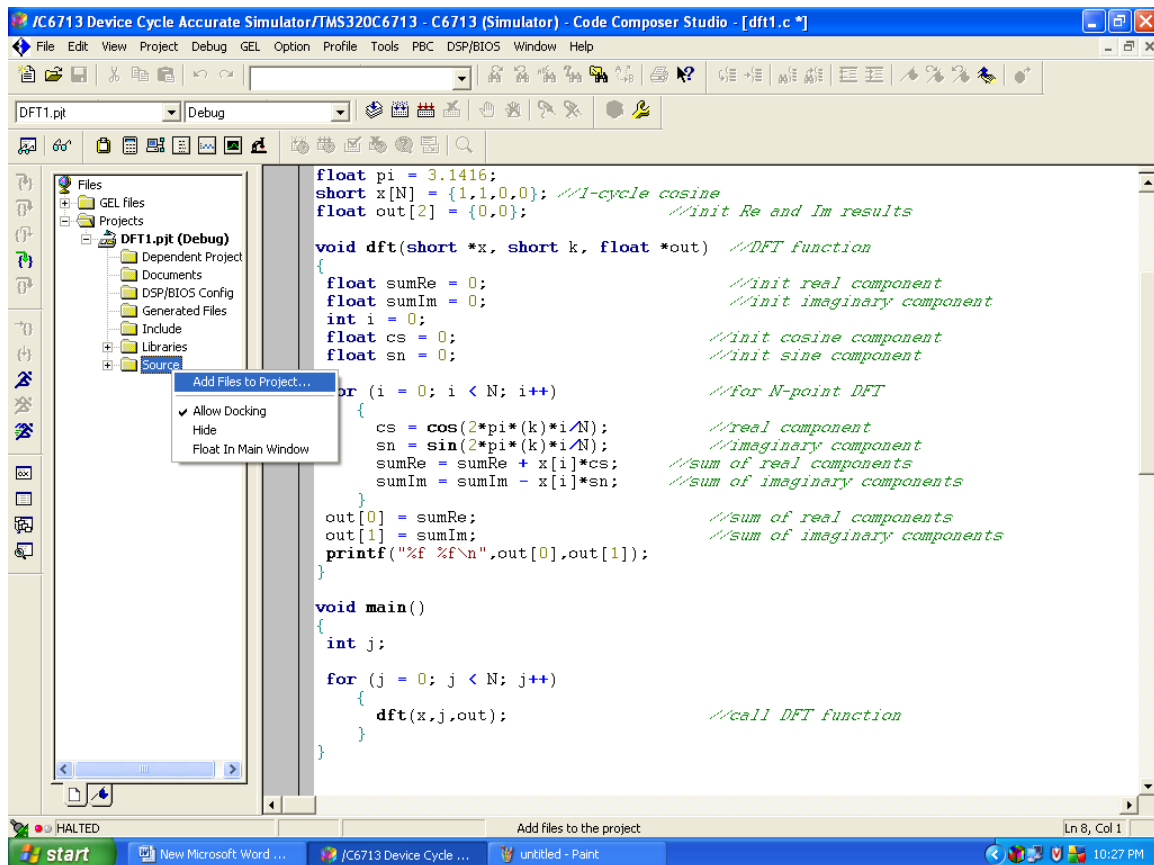 /C6713 Device Cycle Accurate Simulator/TMS320C6713 - C6713 (Simulator) - Code Composer Studio - [dft1.c *]
File Edit View Project Debug GEL Option Profile Tools PBC DSP/BIOS Window Help
DFT1.pjt Debug
Files
GEL files
Projects
DFT1.pjt (Debug)
Dependent Project
Documents
DSP/BIOS Config
Generated Files
Include
Libraries
Source
Add Files to Project...
Allow Docking
Hide
Float In Main Window
float pi = 3.1416;
short x[N] = {1,1,0,0}; //1-cycle cosine
float out[2] = {0,0}; //init Re and Im results
void dft(short *x, short k, float *out) //DFT function
{
float sumRe = 0; //init real component
float sumIm = 0; //init imaginary component
int i = 0;
float cs = 0; //init cosine component
float sn = 0; //init sine component
or (i = 0; i < N; i++) //for N-point DFT
{
cs = cos(2*pi*(k)*i/N); //real component
sn = sin(2*pi*(k)*i/N); //imaginary component
sumRe = sumRe + x[i]*cs; //sum of real components
sumIm = sumIm - x[i]*sn; //sum of imaginary components
}
out[0] = sumRe; //sum of real components
out[1] = sumIm; //sum of imaginary components
printf("%f %f\n",out[0],out[1]);
}
void main()
{
int j;
for (j = 0; j < N; j++)
{
dft(x,j,out); //call DFT function
}
}
HALTED Add files to the project Ln 8, Col 1
start New Microsoft Word ... /C6713 Device Cycle ... untitled - Paint 10:27 PM